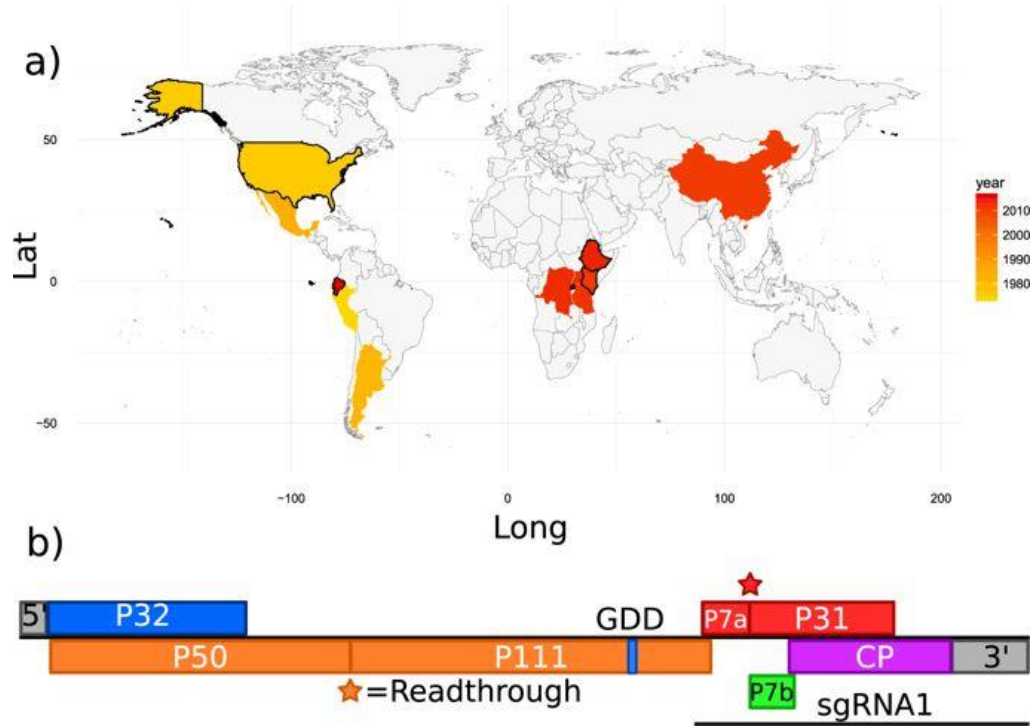 a)
50
0
−50
Lat
−100
0
100
200
Long
year
2010
2000
1990
1980
b)
5'
P32
GDD
P7a
P31
P50
P111
CP
3'
=Readthrough
P7b
sgRNA1